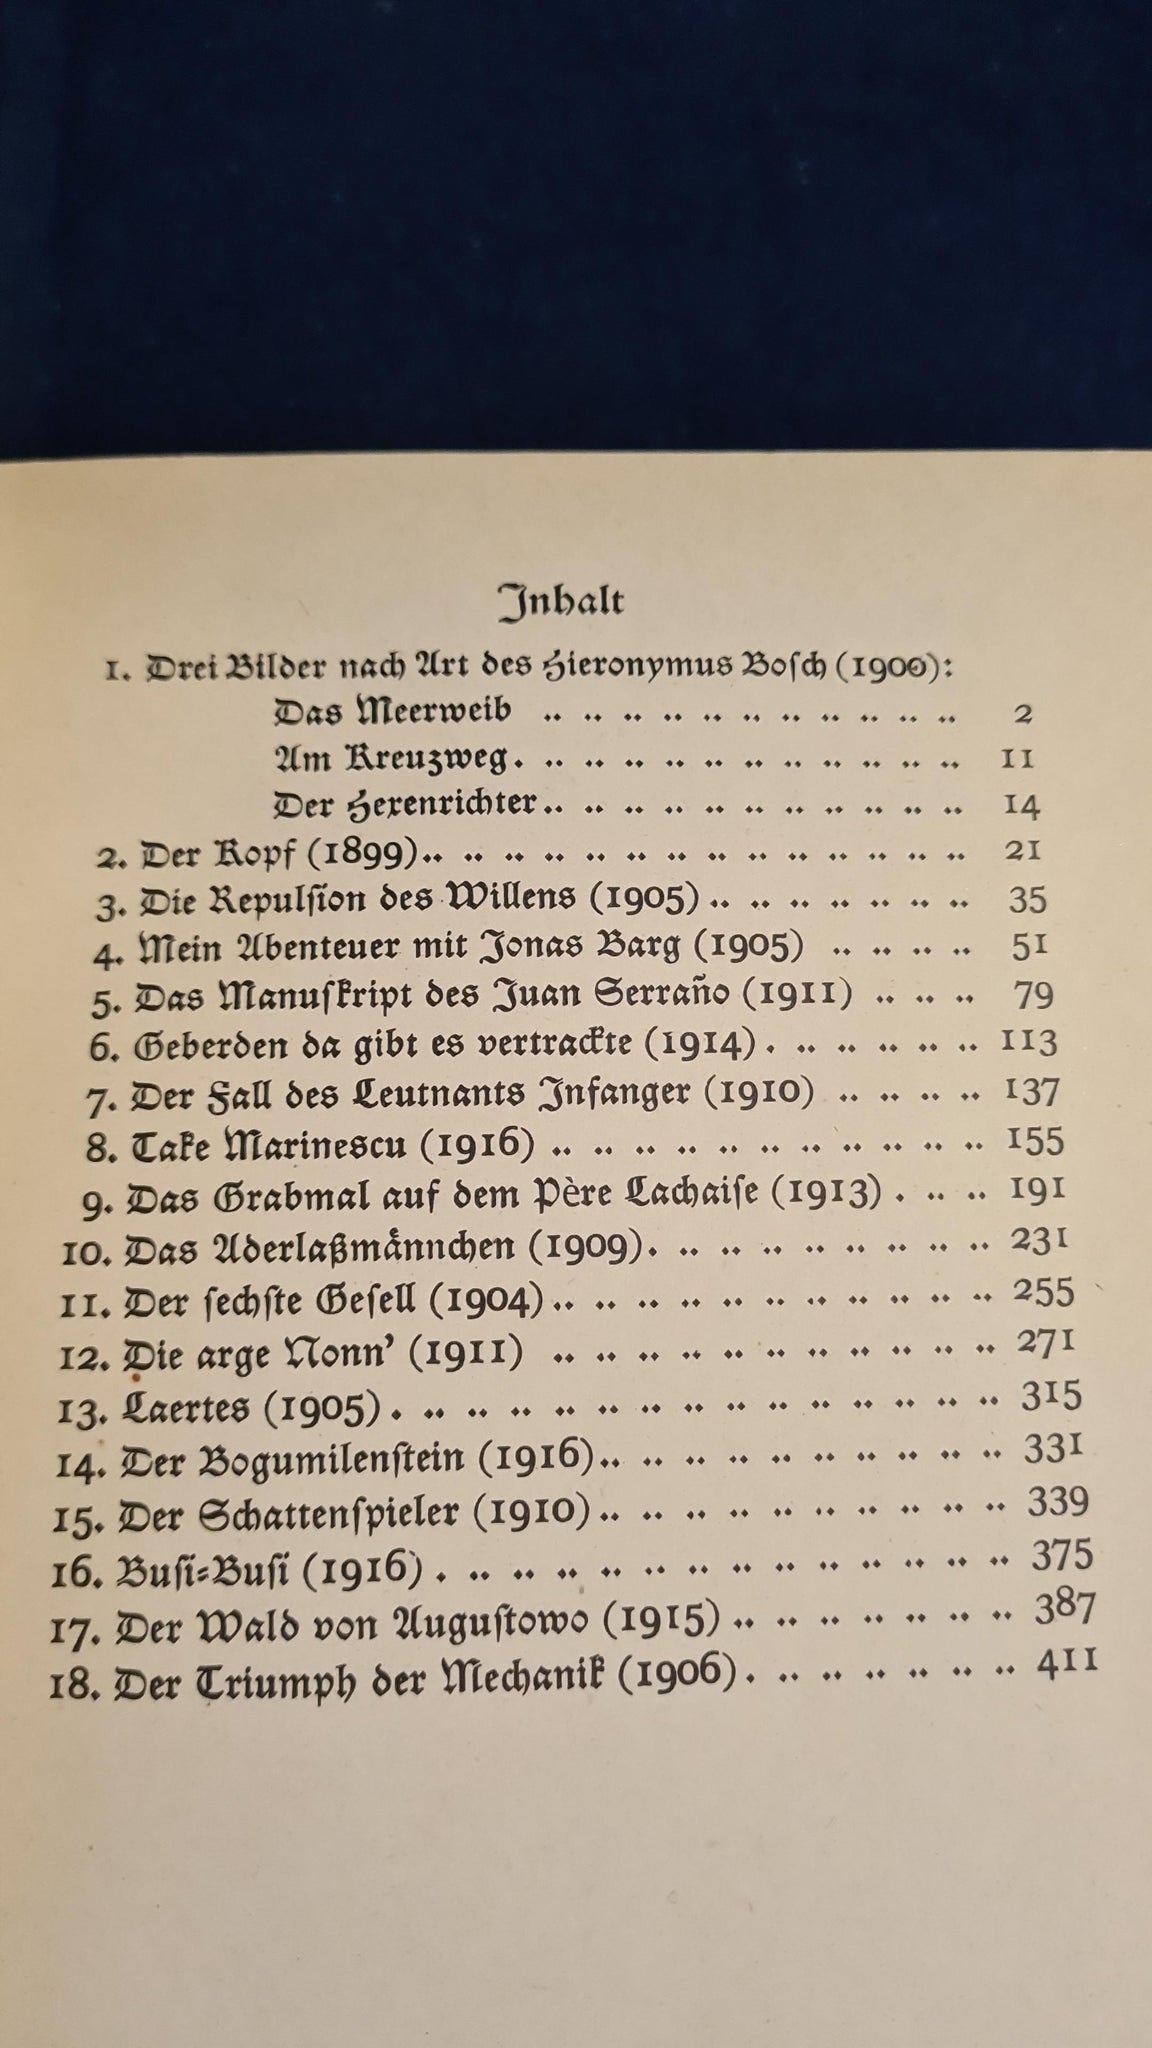 Inhalt
1. Drei Bilder nach Art des Hieronymus Boſch (1900):
Das Meerweib .. .. .. .. .. .. .. .. .. .. .. 2
Am Kreuzweg. .. .. .. .. .. .. .. .. .. .. .. 11
Der Hexenrichter.. .. .. .. .. .. .. .. .. .. .. 14
2. Der Kopf (1899).. .. .. .. .. .. .. .. .. .. .. .. .. .. 21
3. Die Repulſion des Willens (1905).. .. .. .. .. .. .. 35
4. Mein Abenteuer mit Jonas Barg (1905) .. .. .. .. 51
5. Das Manuſkript des Juan Serraño (1911) .. .. .. 79
6. Geberden da gibt es vertrackte (1914). .. .. .. .. .. 113
7. Der Fall des Leutnants Infanger (1910) .. .. .. .. 137
8. Take Marinescu (1916) .. .. .. .. .. .. .. .. .. .. .. 155
9. Das Grabmal auf dem Père Lachaiſe (1913). .. .. 191
10. Das Aderlaßmännchen (1909). .. .. .. .. .. .. .. .. 231
11. Der ſechſte Geſell (1904).. .. .. .. .. .. .. .. .. .. .. 255
12. Die arge Nonn’ (1911) .. .. .. .. .. .. .. .. .. .. .. 271
13. Laertes (1905). .. .. .. .. .. .. .. .. .. .. .. .. .. .. 315
14. Der Bogumilenſtein (1916).. .. .. .. .. .. .. .. .. .. 331
15. Der Schattenſpieler (1910).. .. .. .. .. .. .. .. .. .. 339
16. Buſi⸗Buſi (1916). .. .. .. .. .. .. .. .. .. .. .. .. .. 375
17. Der Wald von Auguſtowo (1915).. .. .. .. .. .. .. 387
18. Der Triumph der Mechanik (1906). .. .. .. .. .. .. 411